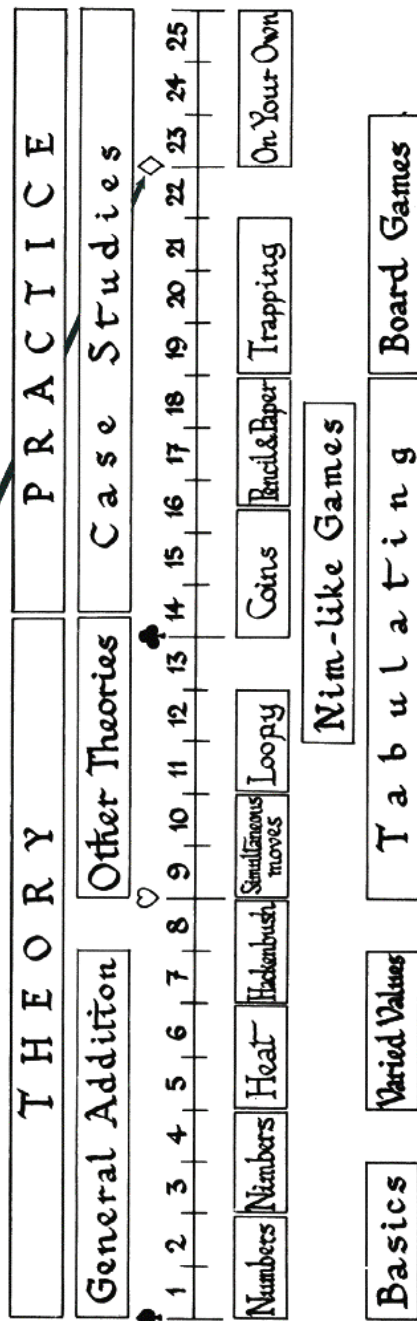 THEORY PRACTICE
General Addition Other Theories Case Studies
1 2 3 4 5 6 7 8 9 10 11 12 13 14 15 16 17 18 19 20 21 22 23 24 25
Numbers Nimbers Heat Hackenbush Simultaneous moves Loopy Coins Pencil & Paper Trapping On Your Own
Nim-like Games
Basics Varied Values Tabulating Board Games